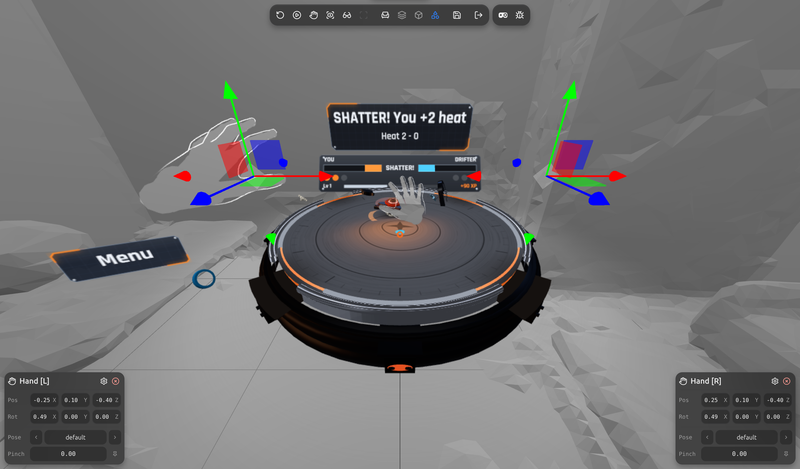 SHATTER! You +2 heat
Heat 2 - 0
YOU
DRIFTER
SHATTER!
Lv 1
Menu
Hand [L]
Pos -0.25 X 0.10 Y -0.40 Z
Rot 0.49 X 0.00 Y 0.00 Z
Pose default
Pinch 0.00
Hand [R]
Pos 0.25 X 0.10 Y -0.40 Z
Rot 0.49 X 0.00 Y 0.00 Z
Pose default
Pinch 0.00